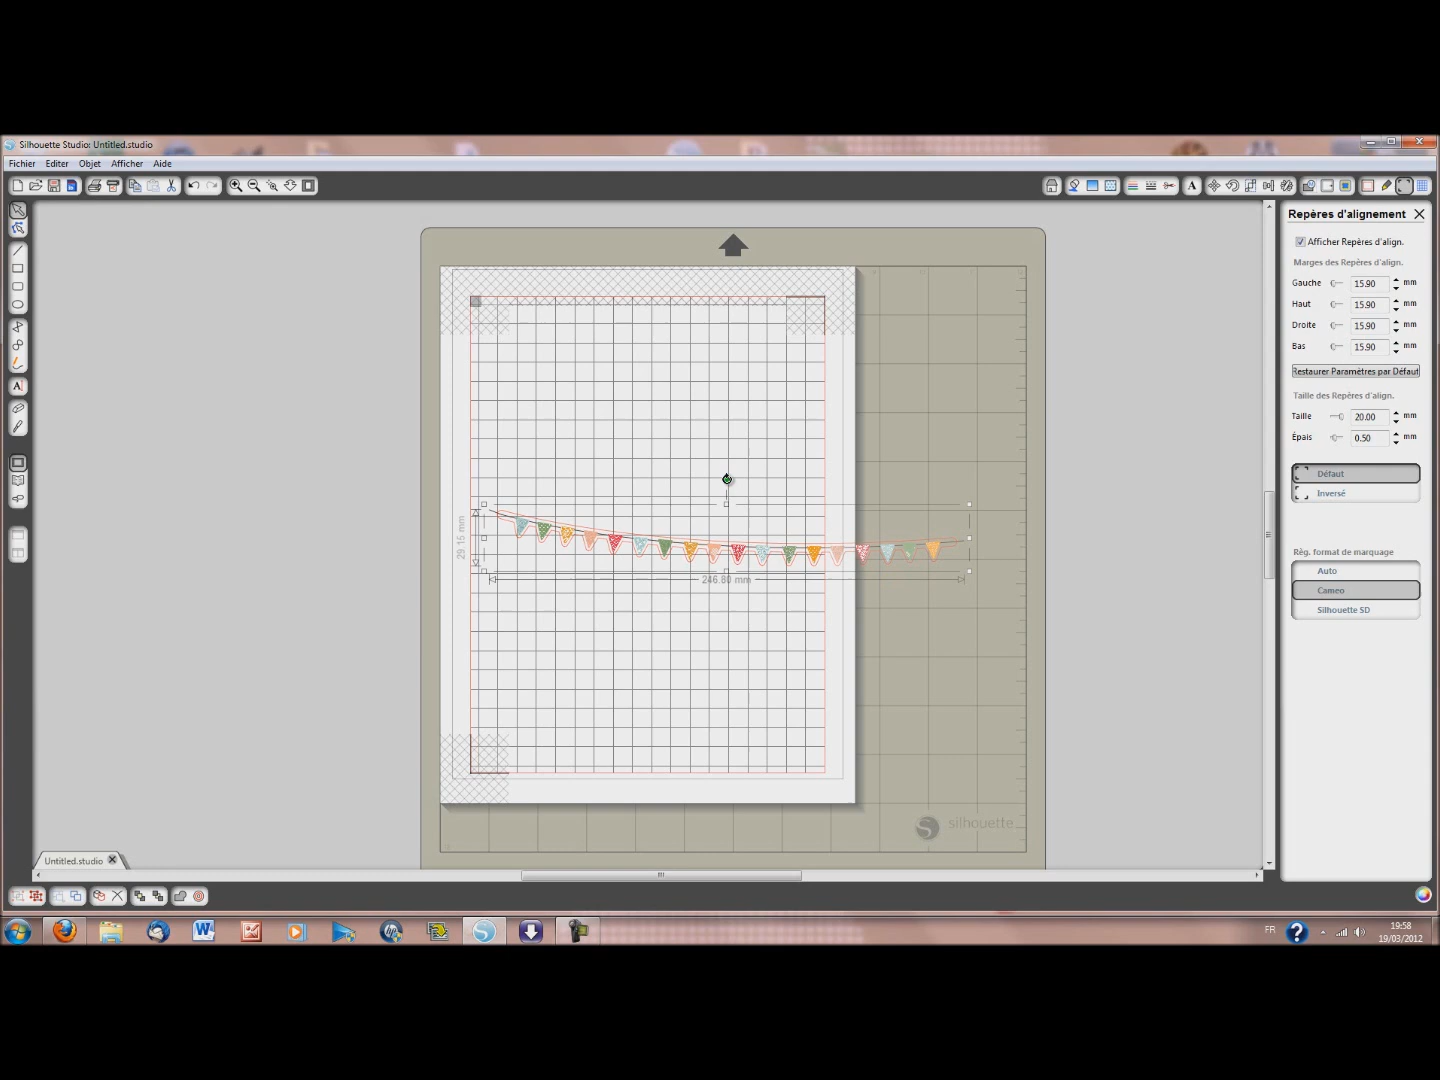 Silhouette Studio: Untitled.studio
Fichier Editer Objet Afficher Aide
Repères d'alignement
Afficher Repères d'align.
Marges des Repères d'align.
Gauche 15.90 mm
Haut 15.90 mm
Droite 15.90 mm
Bas 15.90 mm
Restaurer Paramètres par Défaut
Taille des Repères d'align.
Taille 20.00 mm
Épais 0.50 mm
Défaut
Inversé
Règ. format de marquage
Auto
Cameo
Silhouette SD
29.15 mm
246.80 mm
silhouette
Untitled.studio
FR
19:58
19/03/2012